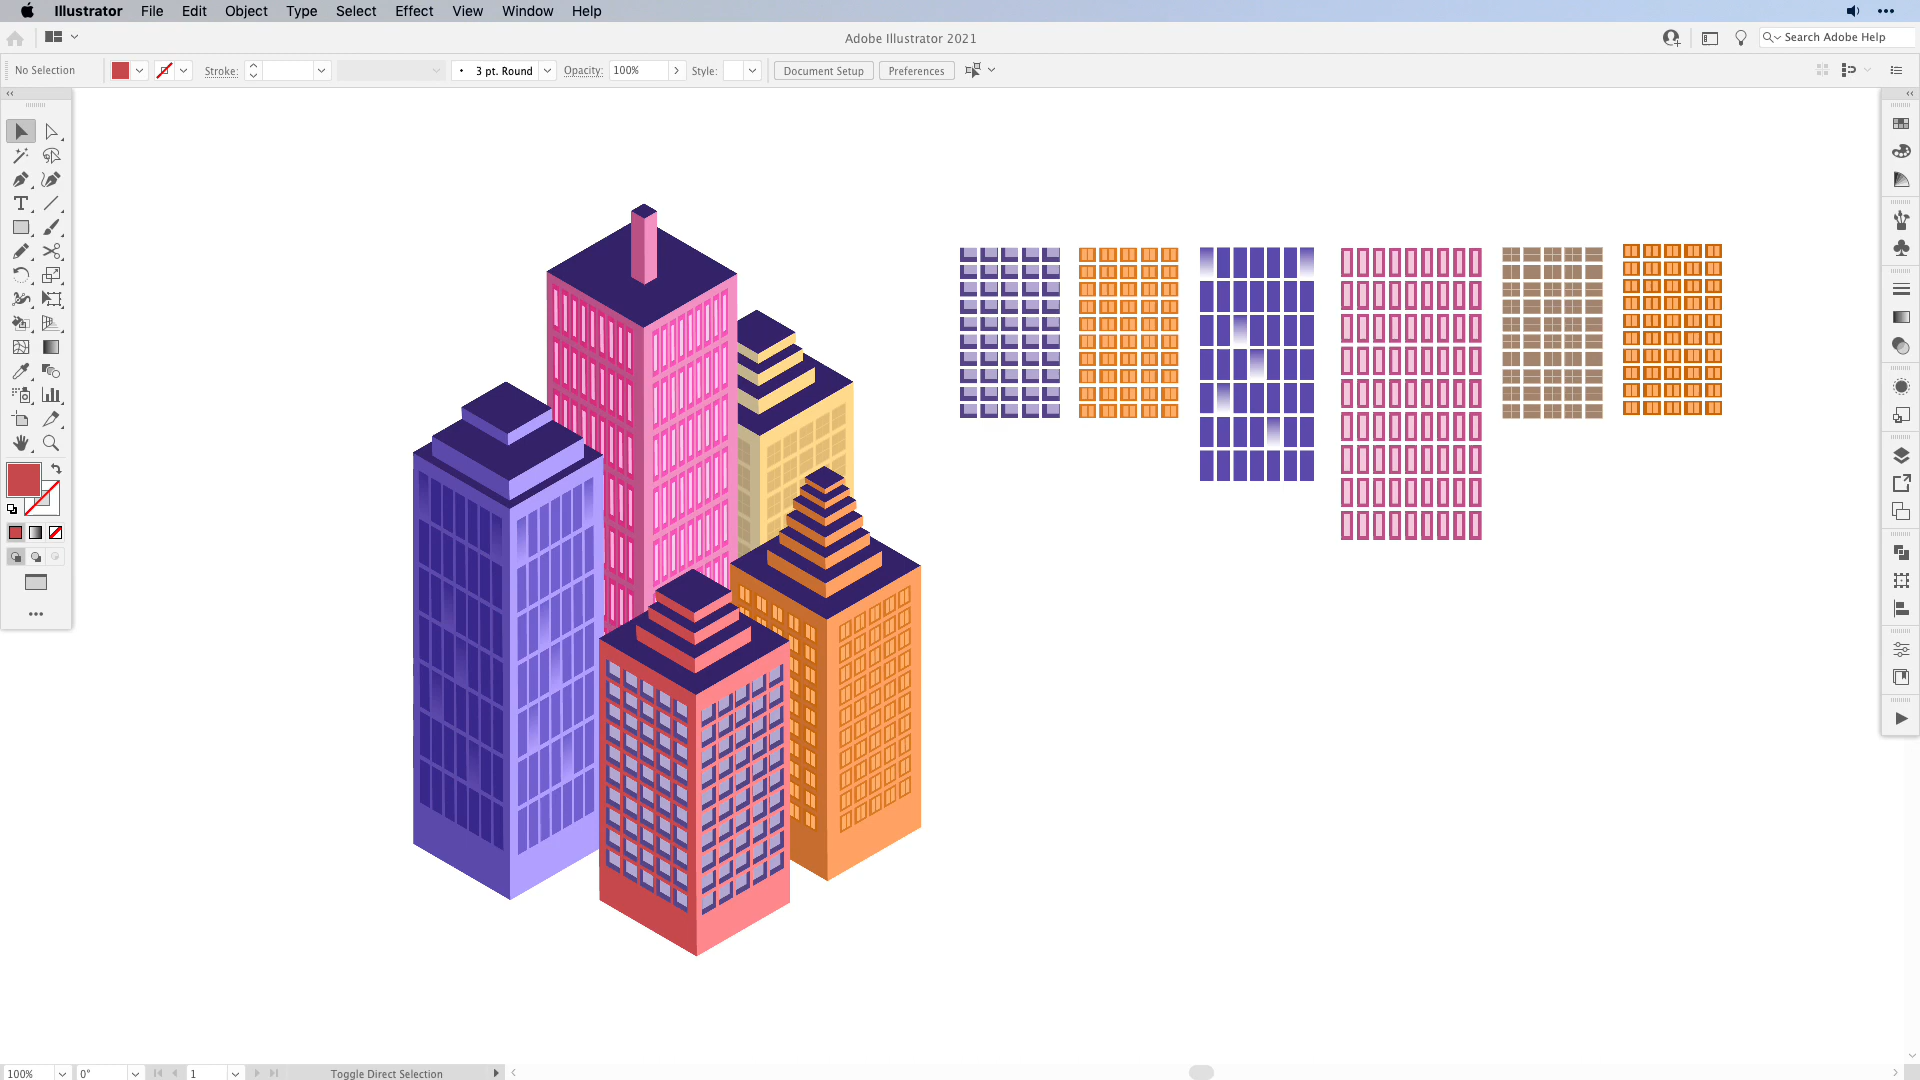 Illustrator File Edit Object Type Select Effect View Window Help
Adobe Illustrator 2021
Search Adobe Help
No Selection Stroke: 3 pt. Round Opacity: 100% Style: Document Setup Preferences
100% 0° 1 Toggle Direct Selection